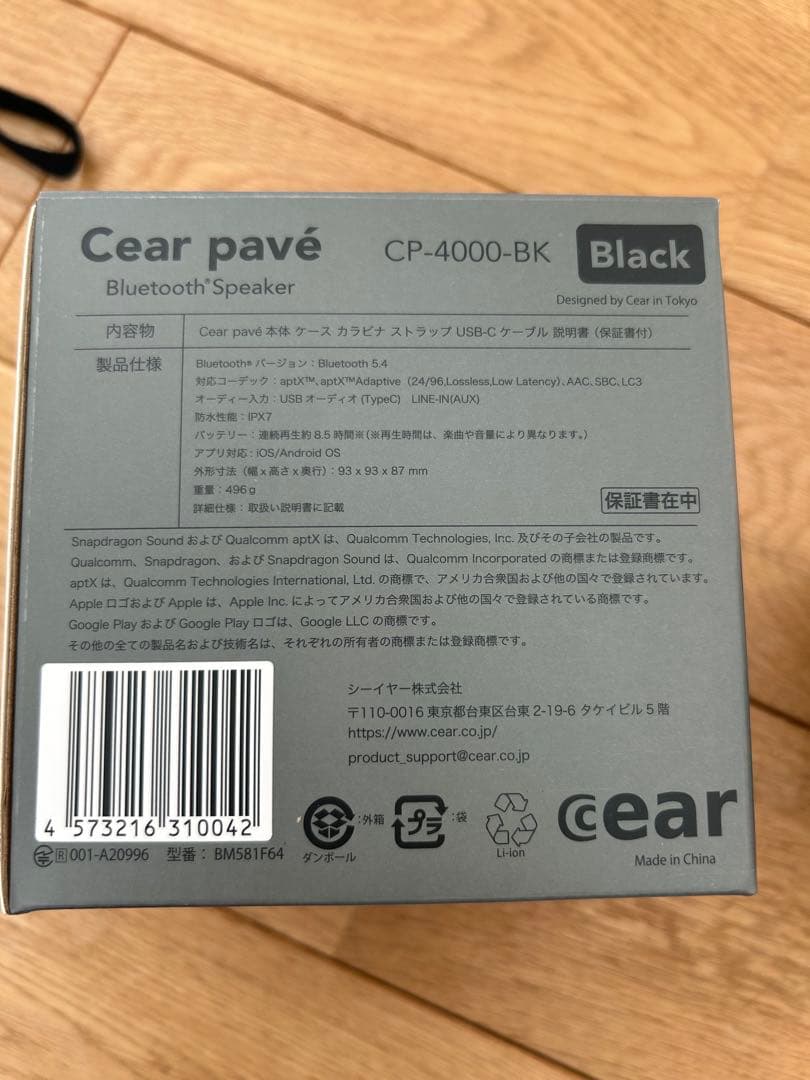 Cear pavé CP-4000-BK Black
Bluetooth® Speaker
Designed by Cear in Tokyo
内容物 Cear pavé 本体 ケース カラビナ ストラップ USB-C ケーブル 説明書 (保証書付)
製品仕様
Bluetooth® バージョン：Bluetooth 5.4
対応コーデック：aptX™、aptX™Adaptive（24/96,Lossless,Low Latency）、AAC、SBC、LC3
オーディー入力：USB オーディオ (TypeC) LINE-IN(AUX)
防水性能：IPX7
バッテリー：連続再生約 8.5 時間※（※再生時間は、楽曲や音量により異なります。）
アプリ対応：iOS/Android OS
外形寸法（幅 x 高さ x 奥行）：93 x 93 x 87 mm
重量：496 g
詳細仕様：取扱い説明書に記載
保証書在中
Snapdragon Sound および Qualcomm aptX は、Qualcomm Technologies, Inc. 及びその子会社の製品です。
Qualcomm、Snapdragon、および Snapdragon Sound は、Qualcomm Incorporated の商標または登録商標です。
aptX は、Qualcomm Technologies International, Ltd. の商標で、アメリカ合衆国および他の国々で登録されています。
Apple ロゴおよび Apple は、Apple Inc. によってアメリカ合衆国および他の国々で登録されている商標です。
Google Play および Google Play ロゴは、Google LLC の商標です。
その他の全ての製品名および技術名は、それぞれの所有者の商標または登録商標です。
シーイヤー株式会社
〒110-0016 東京都台東区台東 2-19-6 タケイビル 5 階
https://www.cear.co.jp/
product_support@cear.co.jp
4 573216 310042
R 001-A20996 型番： BM581F64
ダンボール
：外箱
プラ
：袋
Li-ion
cear
Made in China